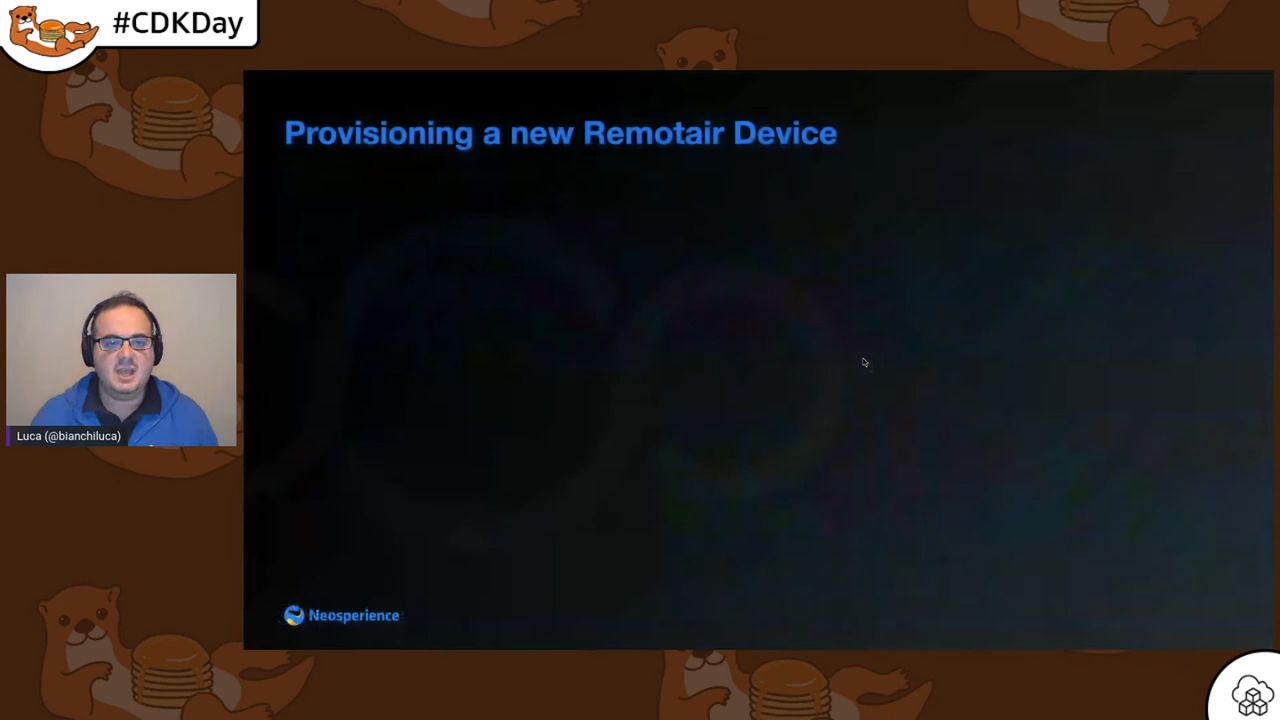 #CDKDay
Provisioning a new Remotair Device
Luca (@bianchiluca)
Neosperience